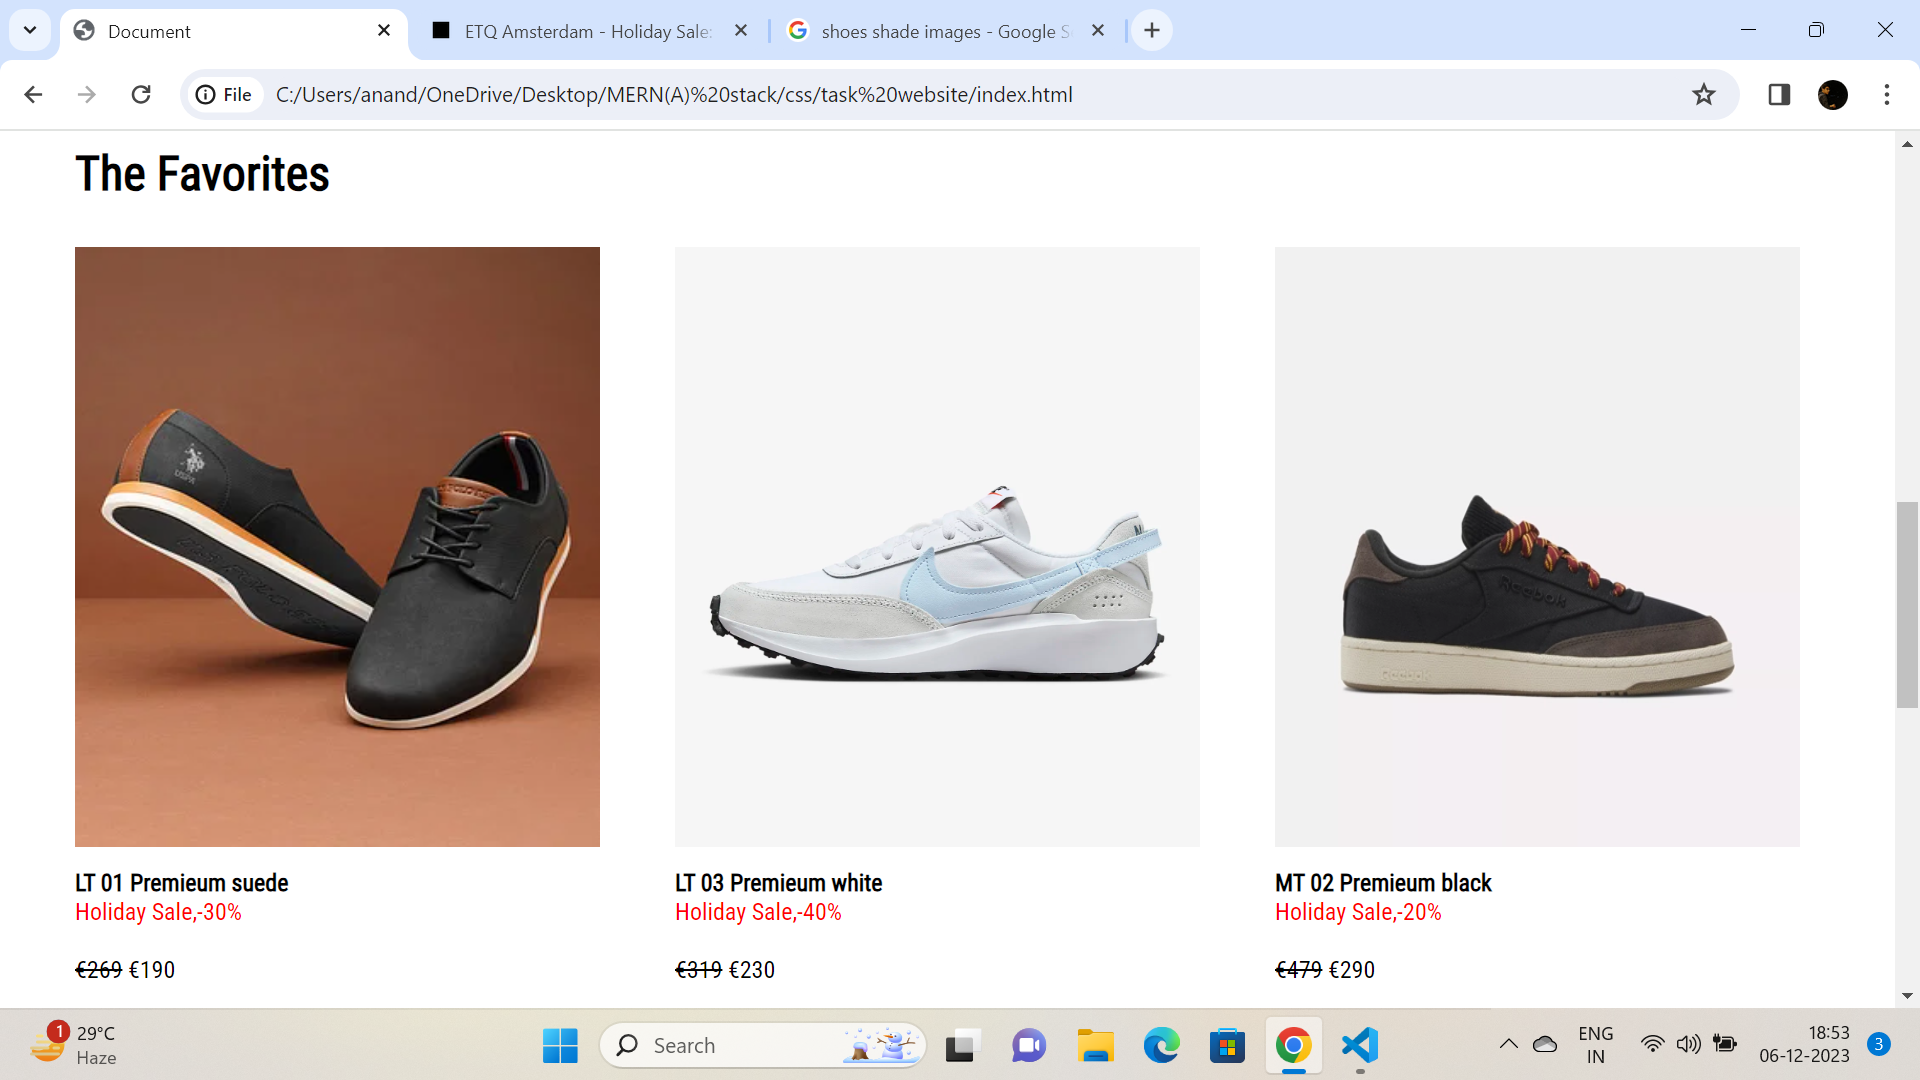 Document
ETQ Amsterdam - Holiday Sale:
shoes shade images - Google S
File
C:/Users/anand/OneDrive/Desktop/MERN(A)%20stack/css/task%20website/index.html
The Favorites
USPA
Reebok
Reebok
LT 01 Premieum suede
Holiday Sale,-30%
€269 €190
LT 03 Premieum white
Holiday Sale,-40%
€319 €230
MT 02 Premieum black
Holiday Sale,-20%
€479 €290
1
29°C
Haze
Search
ENG
IN
18:53
06-12-2023
3